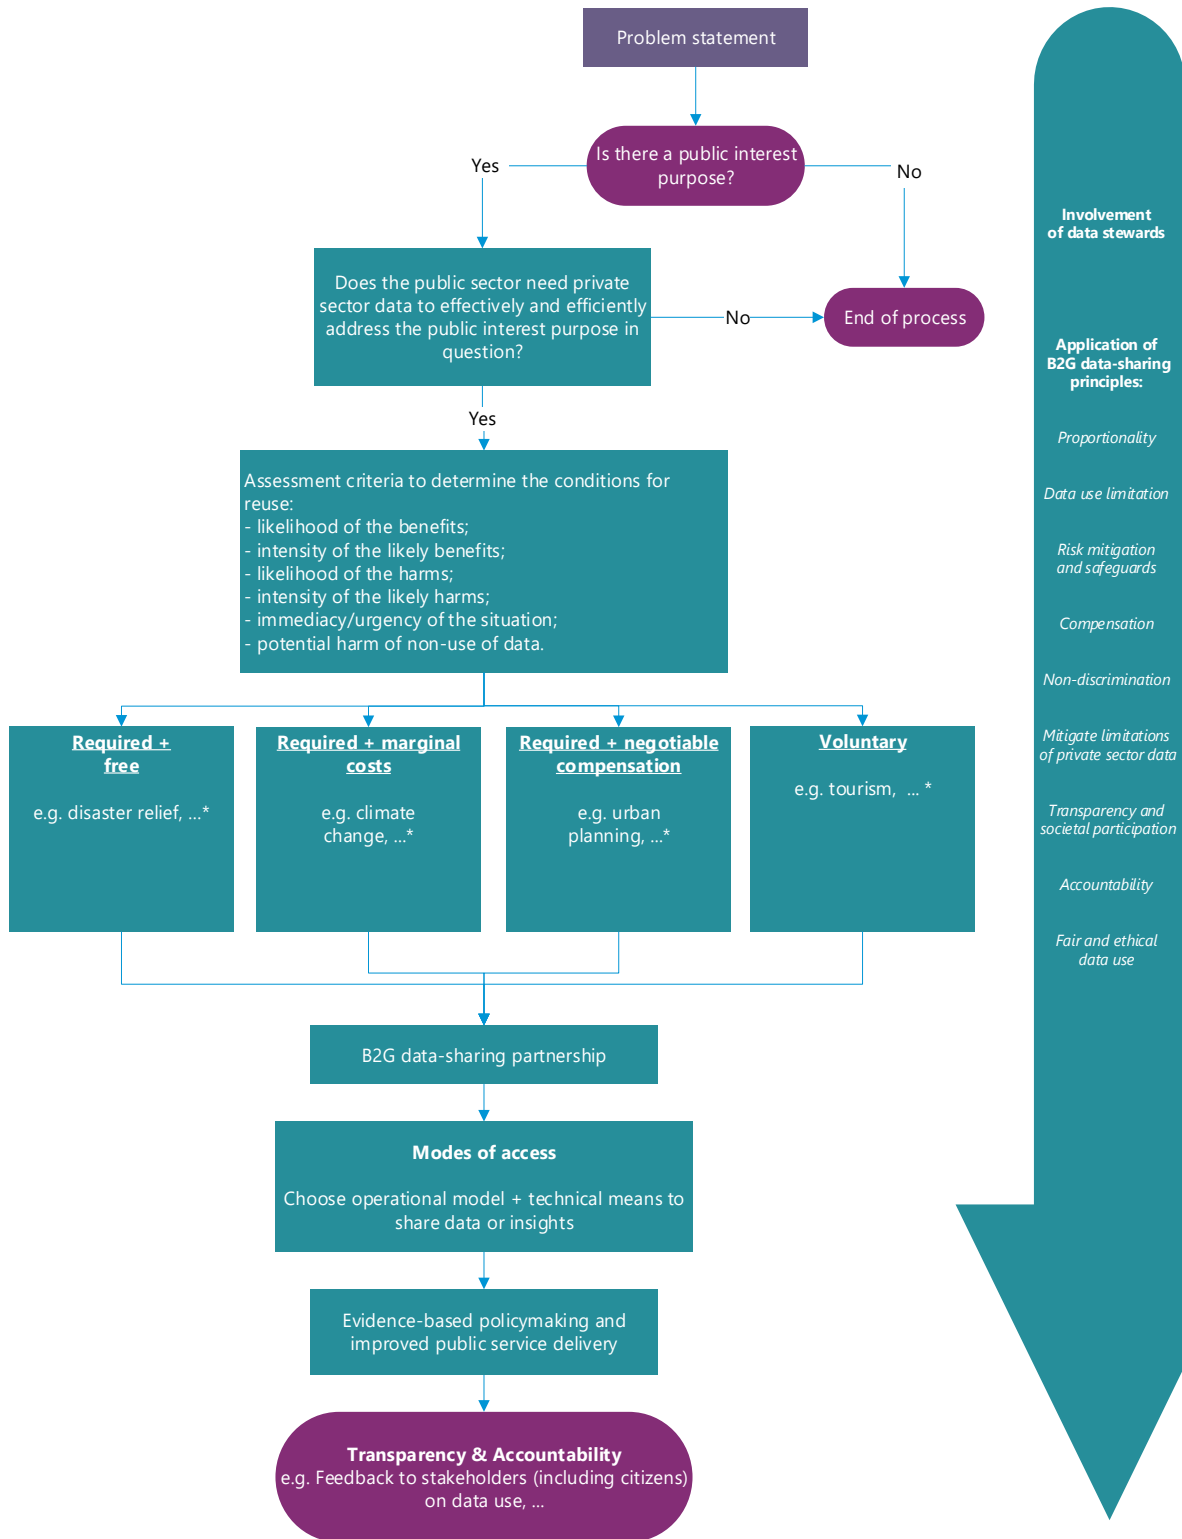 Problem statement
Is there a public interest
purpose?
Yes
No
Does the public sector need private
sector data to effectively and efficiently
address the public interest purpose in
question?
No
End of process
Yes
Assessment criteria to determine the conditions for
reuse:
- likelihood of the benefits;
- intensity of the likely benefits;
- likelihood of the harms;
- intensity of the likely harms;
- immediacy/urgency of the situation;
- potential harm of non-use of data.
Required +
free
e.g. disaster relief, ...*
Required + marginal
costs
e.g. climate
change, ...*
Required + negotiable
compensation
e.g. urban
planning, ...*
Voluntary
e.g. tourism,  ... *
B2G data-sharing partnership
Modes of access
Choose operational model + technical means to
share data or insights
Evidence-based policymaking and
improved public service delivery
Transparency & Accountability
e.g. Feedback to stakeholders (including citizens)
on data use, ...
Involvement
of data stewards
Application of
B2G data-sharing
principles:
Proportionality
Data use limitation
Risk mitigation
and safeguards
Compensation
Non-discrimination
Mitigate limitations
of private sector data
Transparency and
societal participation
Accountability
Fair and ethical
data use